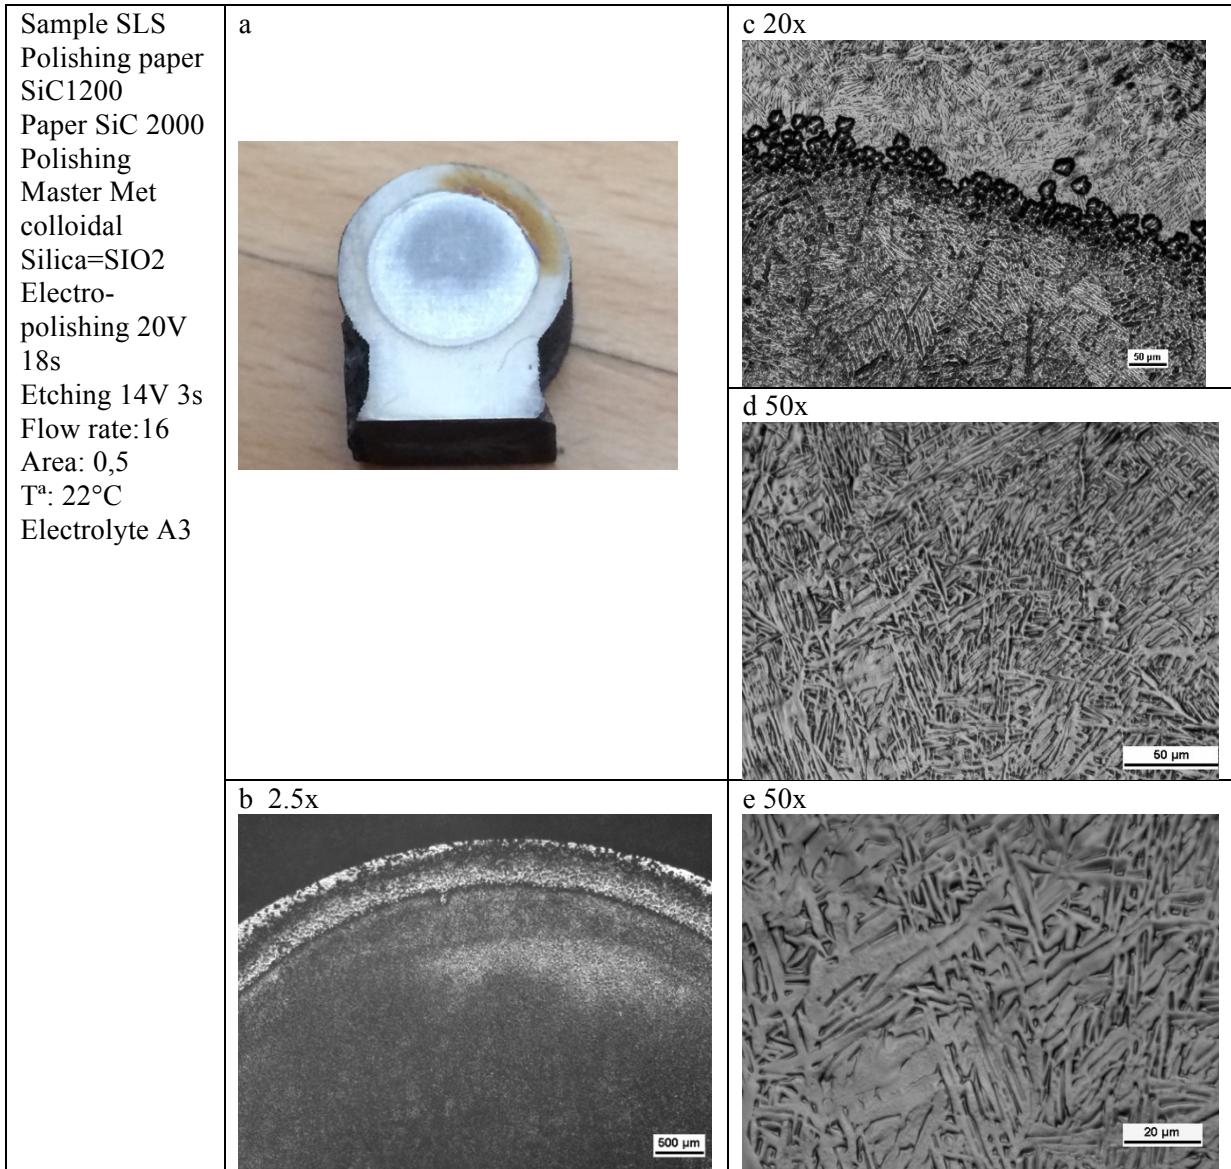 Sample SLS
Polishing paper
SiC1200
Paper SiC 2000
Polishing
Master Met
colloidal
Silica=SIO2
Electro-
polishing 20V
18s
Etching 14V 3s
Flow rate:16
Area: 0,5
Tª: 22°C
Electrolyte A3
a
b 2.5x
500 µm
c 20x
50 µm
d 50x
50 µm
e 50x
20 µm